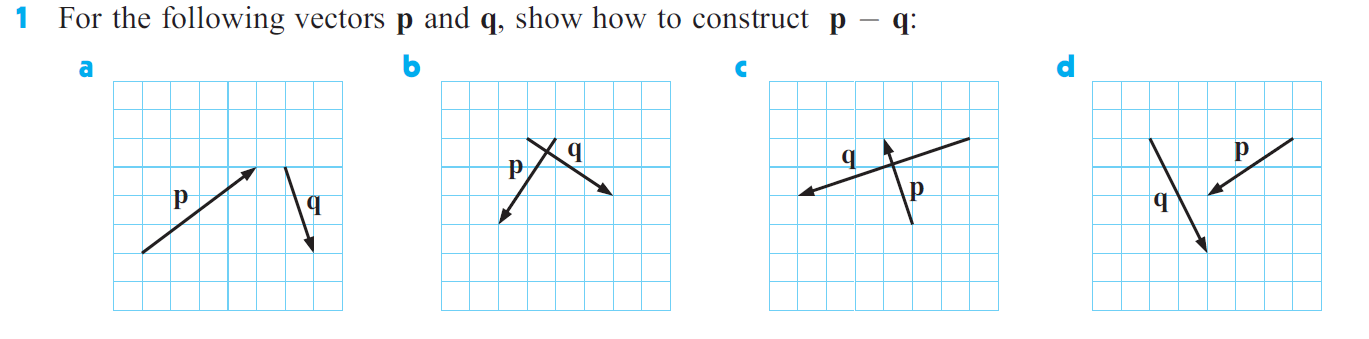 1 For the following vectors p and q, show how to construct p − q:
a b c d
p q p q q p q p